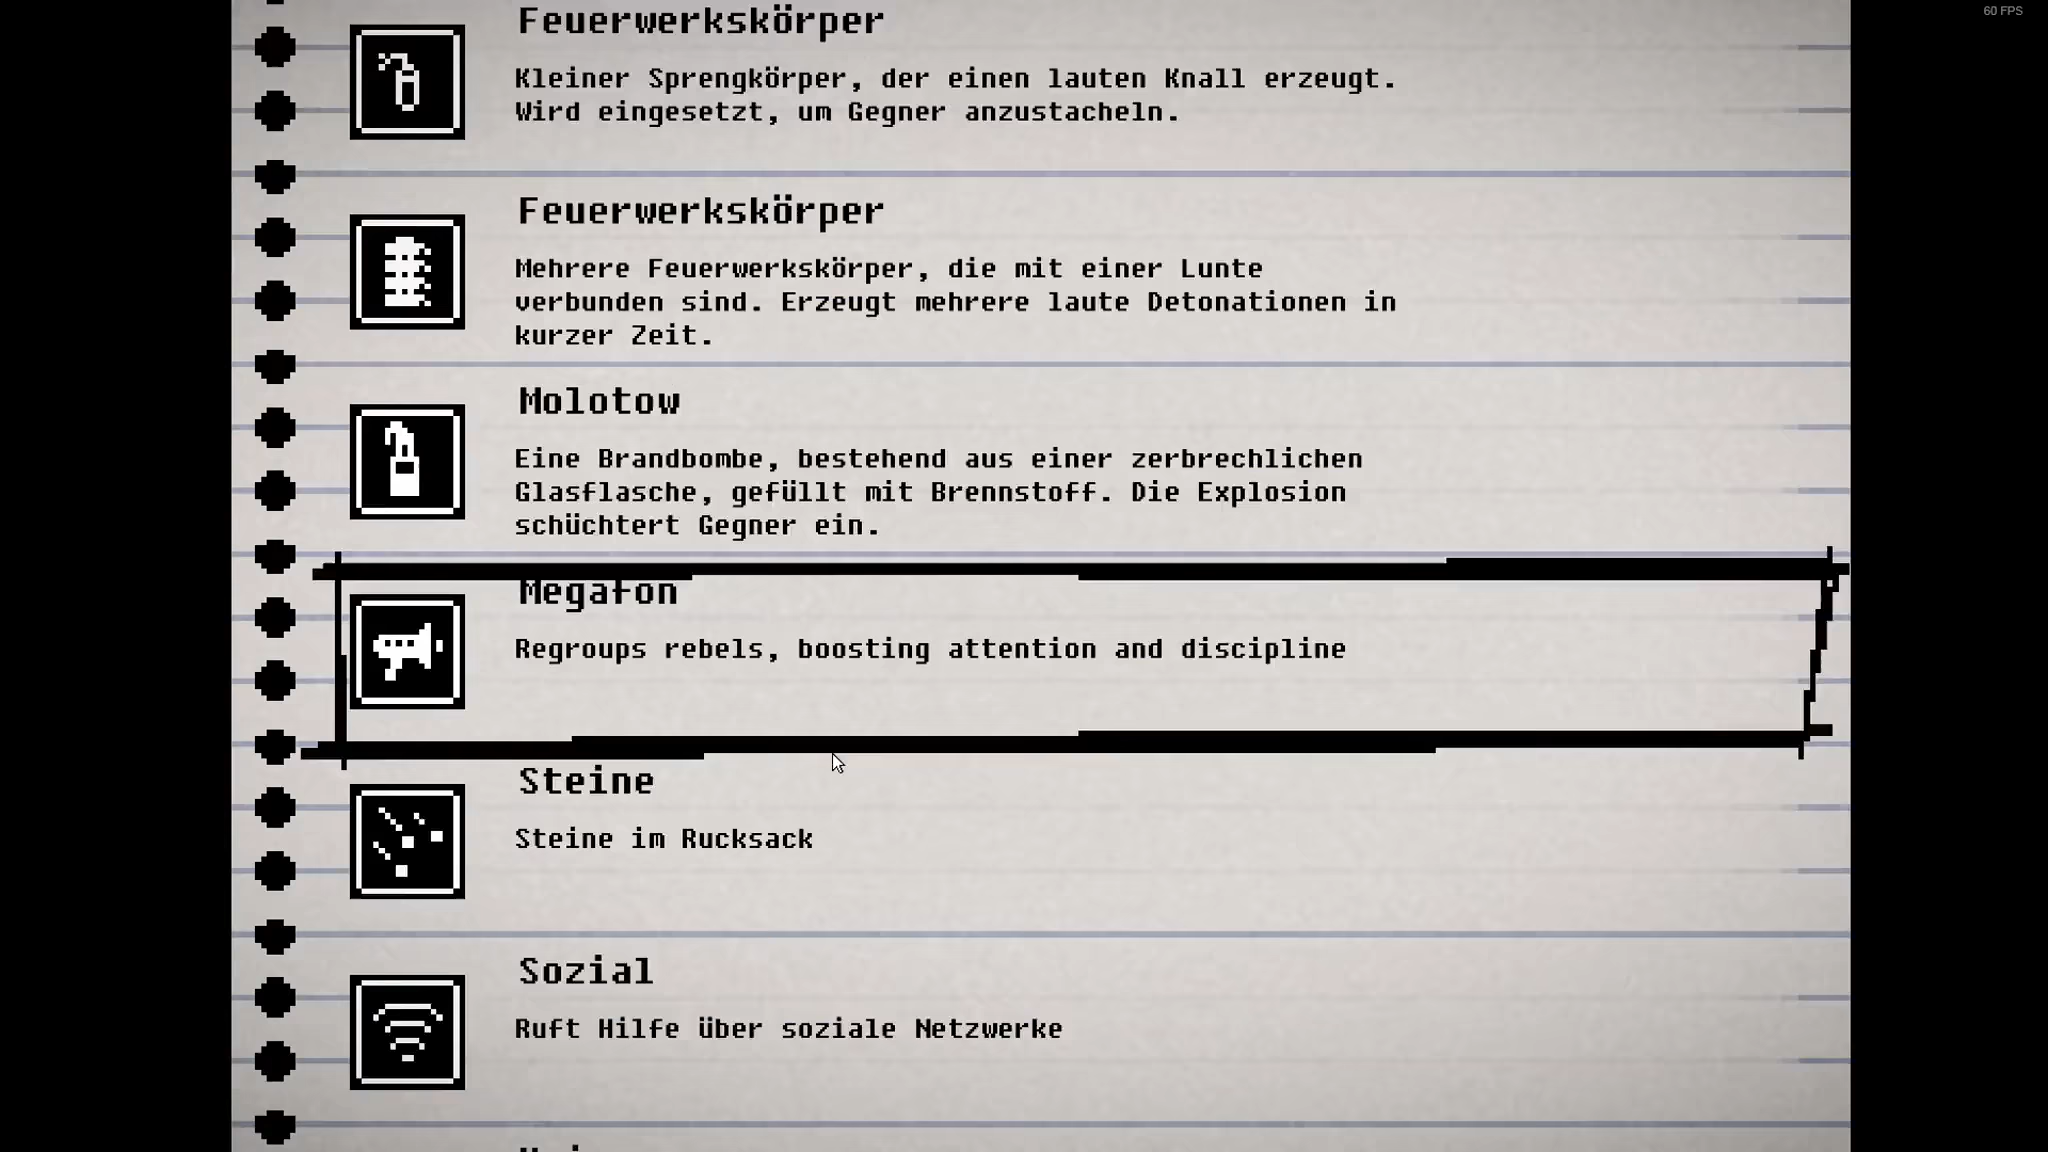 60 FPS
Feuerwerkskörper
Kleiner Sprengkörper, der einen lauten Knall erzeugt.
Wird eingesetzt, um Gegner anzustacheln.
Feuerwerkskörper
Mehrere Feuerwerkskörper, die mit einer Lunte
verbunden sind. Erzeugt mehrere laute Detonationen in
kurzer Zeit.
Molotow
Eine Brandbombe, bestehend aus einer zerbrechlichen
Glasflasche, gefüllt mit Brennstoff. Die Explosion
schüchtert Gegner ein.
Megafon
Regroups rebels, boosting attention and discipline
Steine
Steine im Rucksack
Sozial
Ruft Hilfe über soziale Netzwerke